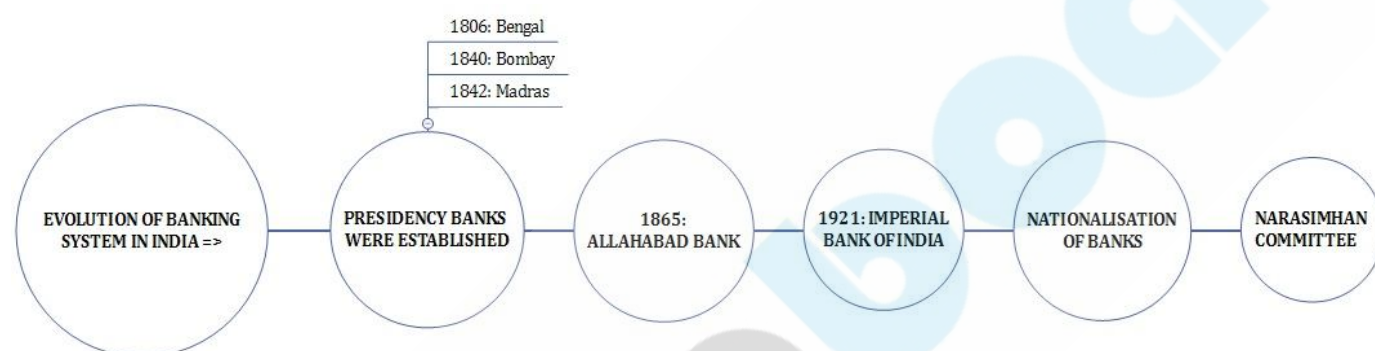 1806: Bengal
1840: Bombay
1842: Madras
EVOLUTION OF BANKING
SYSTEM IN INDIA =>
PRESIDENCY BANKS
WERE ESTABLISHED
1865:
ALLAHABAD BANK
1921: IMPERIAL
BANK OF INDIA
NATIONALISATION
OF BANKS
NARASIMHAN
COMMITTEE